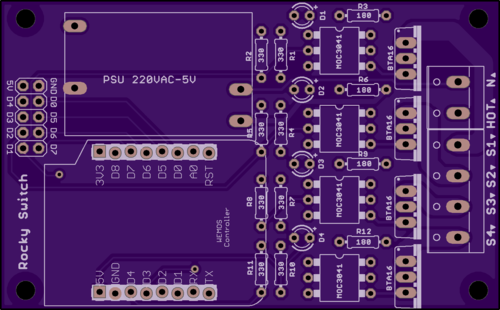 PSU 220VAC-5V
5V D4 D3 D2 D1
GND D0 D5 D6 D7
Rocky Switch
3V3 D8 D7 D6 D5 D0 A0 RST
WEMOS
Controller
5V GND D4 D3 D2 D1 RX TX
R2 330
330 R1
D1
R3
180
MOC3041
BTA16
R5 330
330 R4
D2
R6
180
MOC3041
BTA16
R8 330
330 R7
D3
R9
180
MOC3041
BTA16
R11 330
330 R10
D4
R12
180
MOC3041
BTA16
S4▾ S3▾ S2▾ S1▾ HOT. N